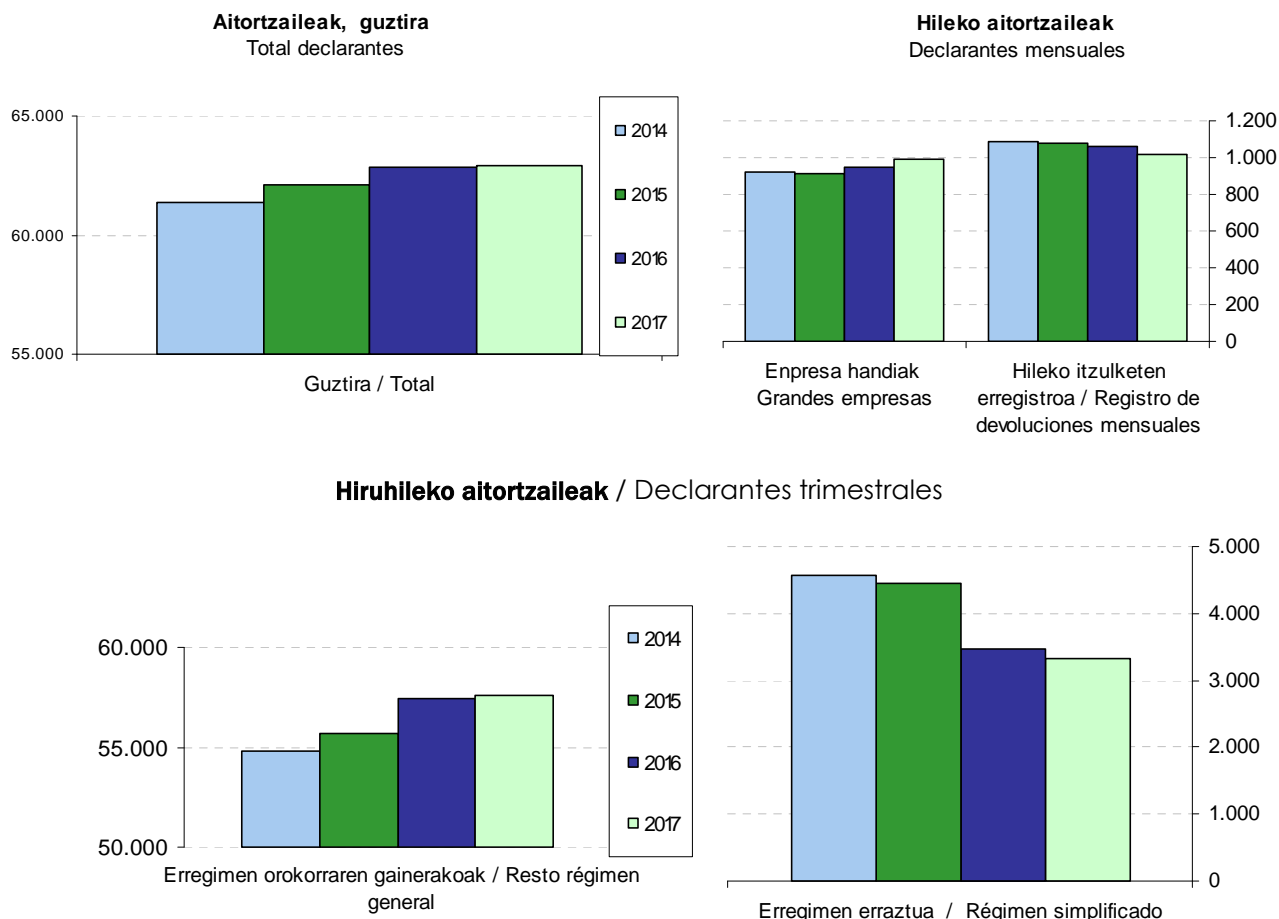 Aitortzaileak, guztira
Total declarantes
65.000
60.000
55.000
2014
2015
2016
2017
Guztira / Total
Hileko aitortzaileak
Declarantes mensuales
1.200
1.000
800
600
400
200
0
Enpresa handiak
Grandes empresas
Hileko itzulketen
erregistroa / Registro de
devoluciones mensuales
Hiruhileko aitortzaileak / Declarantes trimestrales
60.000
55.000
50.000
2014
2015
2016
2017
Erregimen orokorraren gainerakoak / Resto régimen
general
5.000
4.000
3.000
2.000
1.000
0
Erregimen erraztua / Régimen simplificado